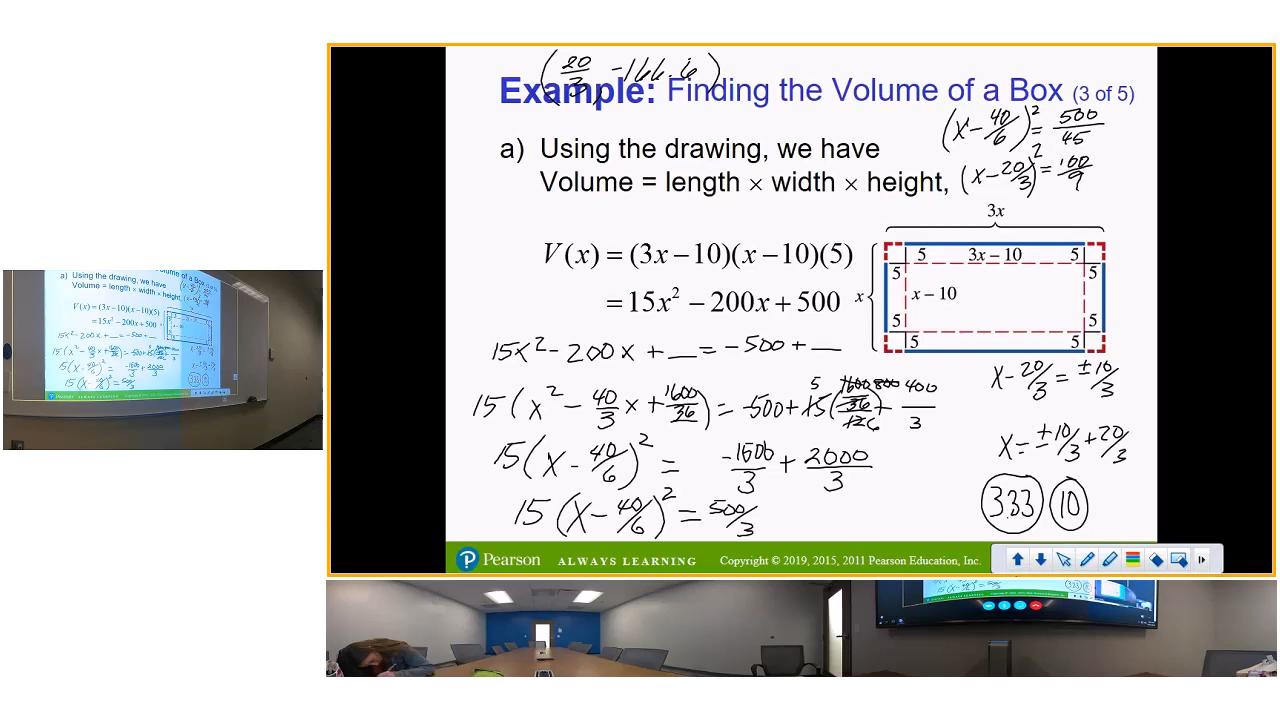 (20/3, -166.6)
Example: Finding the Volume of a Box (3 of 5)
(x - 40/6)² = 500/45
a) Using the drawing, we have
Volume = length × width × height,
(x - 20/3)² = 100/9
3x
V(x) = (3x − 10)(x − 10)(5)
= 15x² − 200x + 500
5 3x − 10 5
5 5
x x − 10
5 5
5 5
15x² - 200x + __ = -500 + __
x - 20/3 = ±10/3
15(x² - 40/3 x + 1600/36) = -500 + 15(1600/36) + 400/3
x = ±10/3 + 20/3
15(x - 40/6)² = -1500/3 + 2000/3
3.33 10
15(x - 40/6)² = 500/3
Pearson ALWAYS LEARNING Copyright © 2019, 2015, 2011 Pearson Education, Inc.